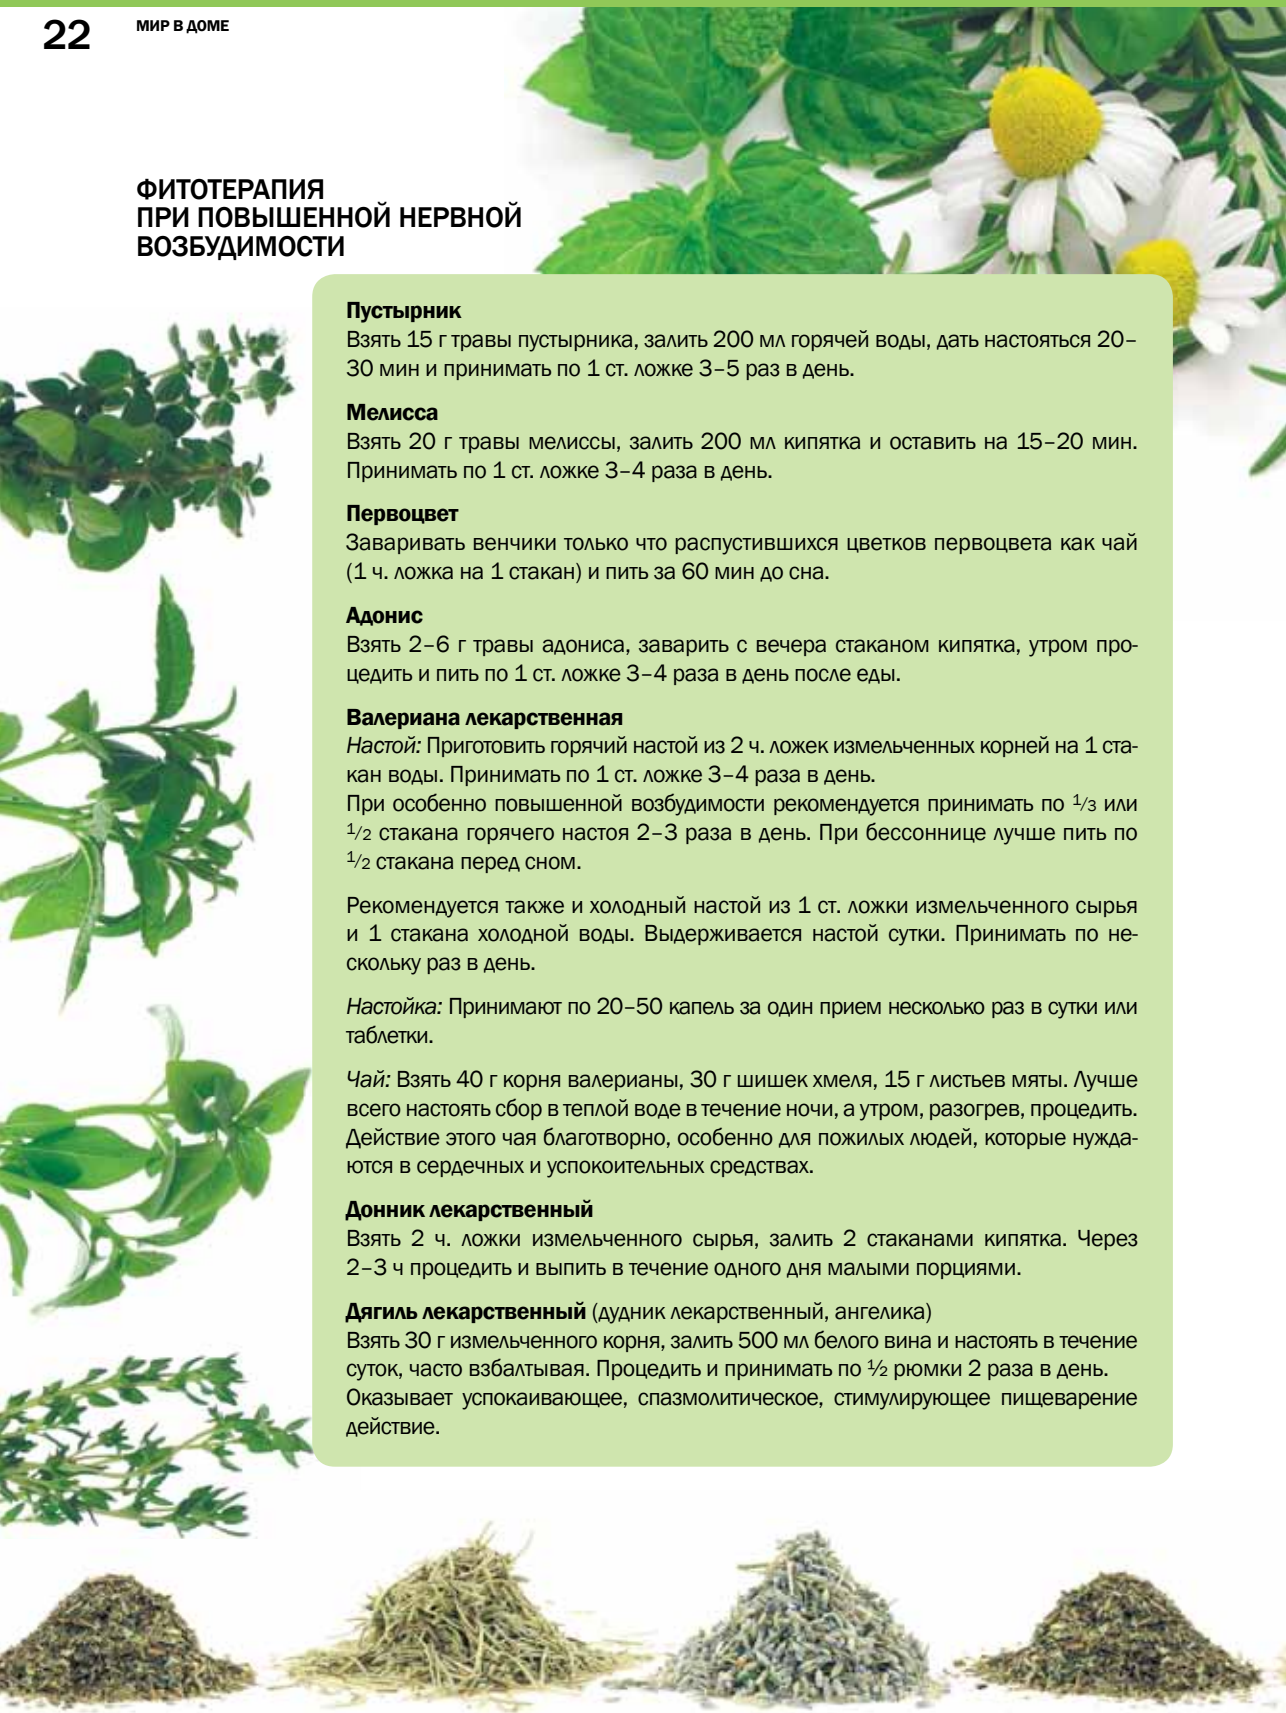 22
МИР В ДОМЕ
ФИТОТЕРАПИЯ
ПРИ ПОВЫШЕННОЙ НЕРВНОЙ
ВОЗБУДИМОСТИ
Пустырник
Взять 15 г травы пустырника, залить 200 мл горячей воды, дать настояться 20–
30 мин и принимать по 1 ст. ложке 3–5 раз в день.
Мелисса
Взять 20 г травы мелиссы, залить 200 мл кипятка и оставить на 15–20 мин.
Принимать по 1 ст. ложке 3–4 раза в день.
Первоцвет
Заваривать венчики только что распустившихся цветков первоцвета как чай
(1 ч. ложка на 1 стакан) и пить за 60 мин до сна.
Адонис
Взять 2–6 г травы адониса, заварить с вечера стаканом кипятка, утром про-
цедить и пить по 1 ст. ложке 3–4 раза в день после еды.
Валериана лекарственная
Настой: Приготовить горячий настой из 2 ч. ложек измельченных корней на 1 ста-
кан воды. Принимать по 1 ст. ложке 3–4 раза в день.
При особенно повышенной возбудимости рекомендуется принимать по 1/3 или
1/2 стакана горячего настоя 2–3 раза в день. При бессоннице лучше пить по
1/2 стакана перед сном.
Рекомендуется также и холодный настой из 1 ст. ложки измельченного сырья
и 1 стакана холодной воды. Выдерживается настой сутки. Принимать по не-
скольку раз в день.
Настойка: Принимают по 20–50 капель за один прием несколько раз в сутки или
таблетки.
Чай: Взять 40 г корня валерианы, 30 г шишек хмеля, 15 г листьев мяты. Лучше
всего настоять сбор в теплой воде в течение ночи, а утром, разогрев, процедить.
Действие этого чая благотворно, особенно для пожилых людей, которые нужда-
ются в сердечных и успокоительных средствах.
Донник лекарственный
Взять 2 ч. ложки измельченного сырья, залить 2 стаканами кипятка. Через
2–3 ч процедить и выпить в течение одного дня малыми порциями.
Дягиль лекарственный (дудник лекарственный, ангелика)
Взять 30 г измельченного корня, залить 500 мл белого вина и настоять в течение
суток, часто взбалтывая. Процедить и принимать по ½ рюмки 2 раза в день.
Оказывает успокаивающее, спазмолитическое, стимулирующее пищеварение
действие.